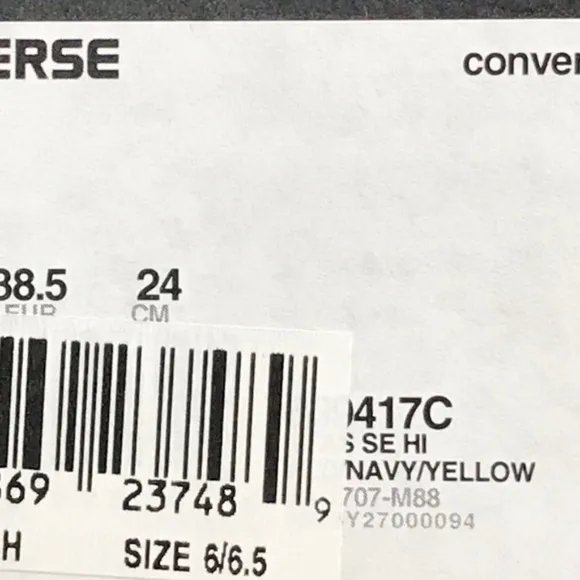 ERSE conver
38.5 24
EUR CM
0417C
S SE HI
/NAVY/YELLOW
707-M88
Y27000094
69 23748 9
H SIZE 6/6.5